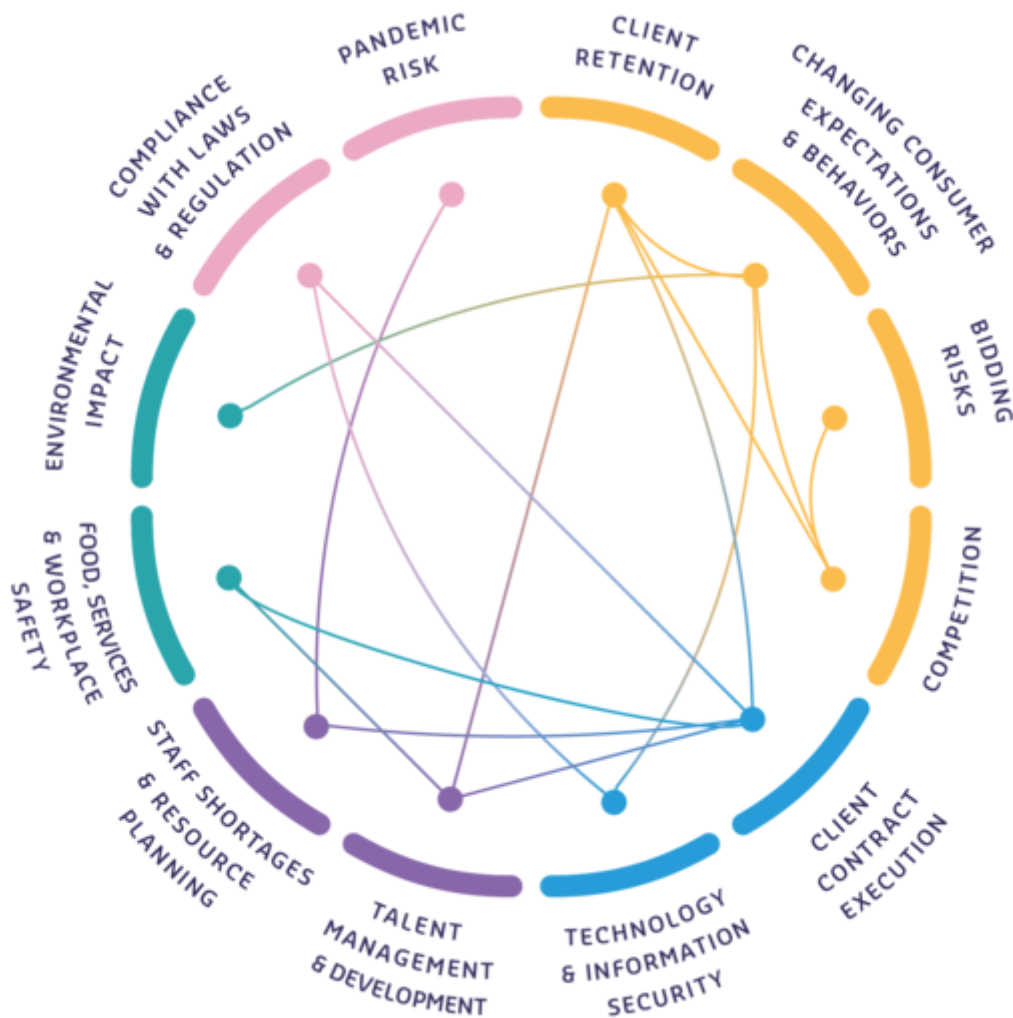 CLIENT
RETENTION
CHANGING CONSUMER
EXPECTATIONS
& BEHAVIORS
BIDDING
RISKS
COMPETITION
CLIENT
CONTRACT
EXECUTION
TECHNOLOGY
& INFORMATION
SECURITY
TALENT
MANAGEMENT
& DEVELOPMENT
STAFF SHORTAGES
& RESOURCE
PLANNING
FOOD, SERVICES
& WORKPLACE
SAFETY
ENVIRONMENTAL
IMPACT
COMPLIANCE
WITH LAWS
& REGULATION
PANDEMIC
RISK